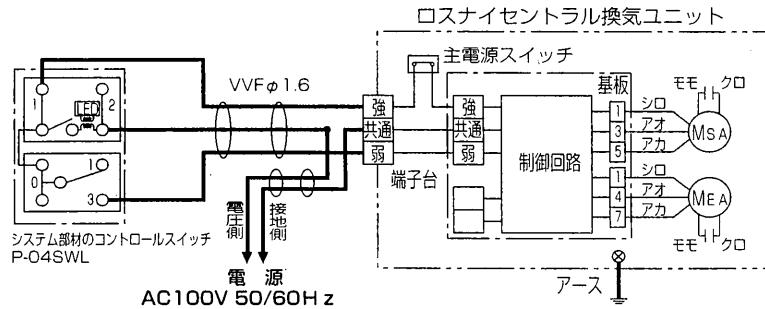 ロスナイセントラル換気ユニット
主電源スイッチ
VVFφ1.6
基板
モモ クロ
1 2
LED
強 強 1 シロ
共通 共通 3 アオ MSA
弱 弱 5 アカ
制御回路
0 1
3
端子台
1 シロ
4 アオ MEA
7 アカ
モモ クロ
電圧側 接地側
システム部材のコントロールスイッチ
P-04SWL
電源
AC100V 50/60Hz
アース